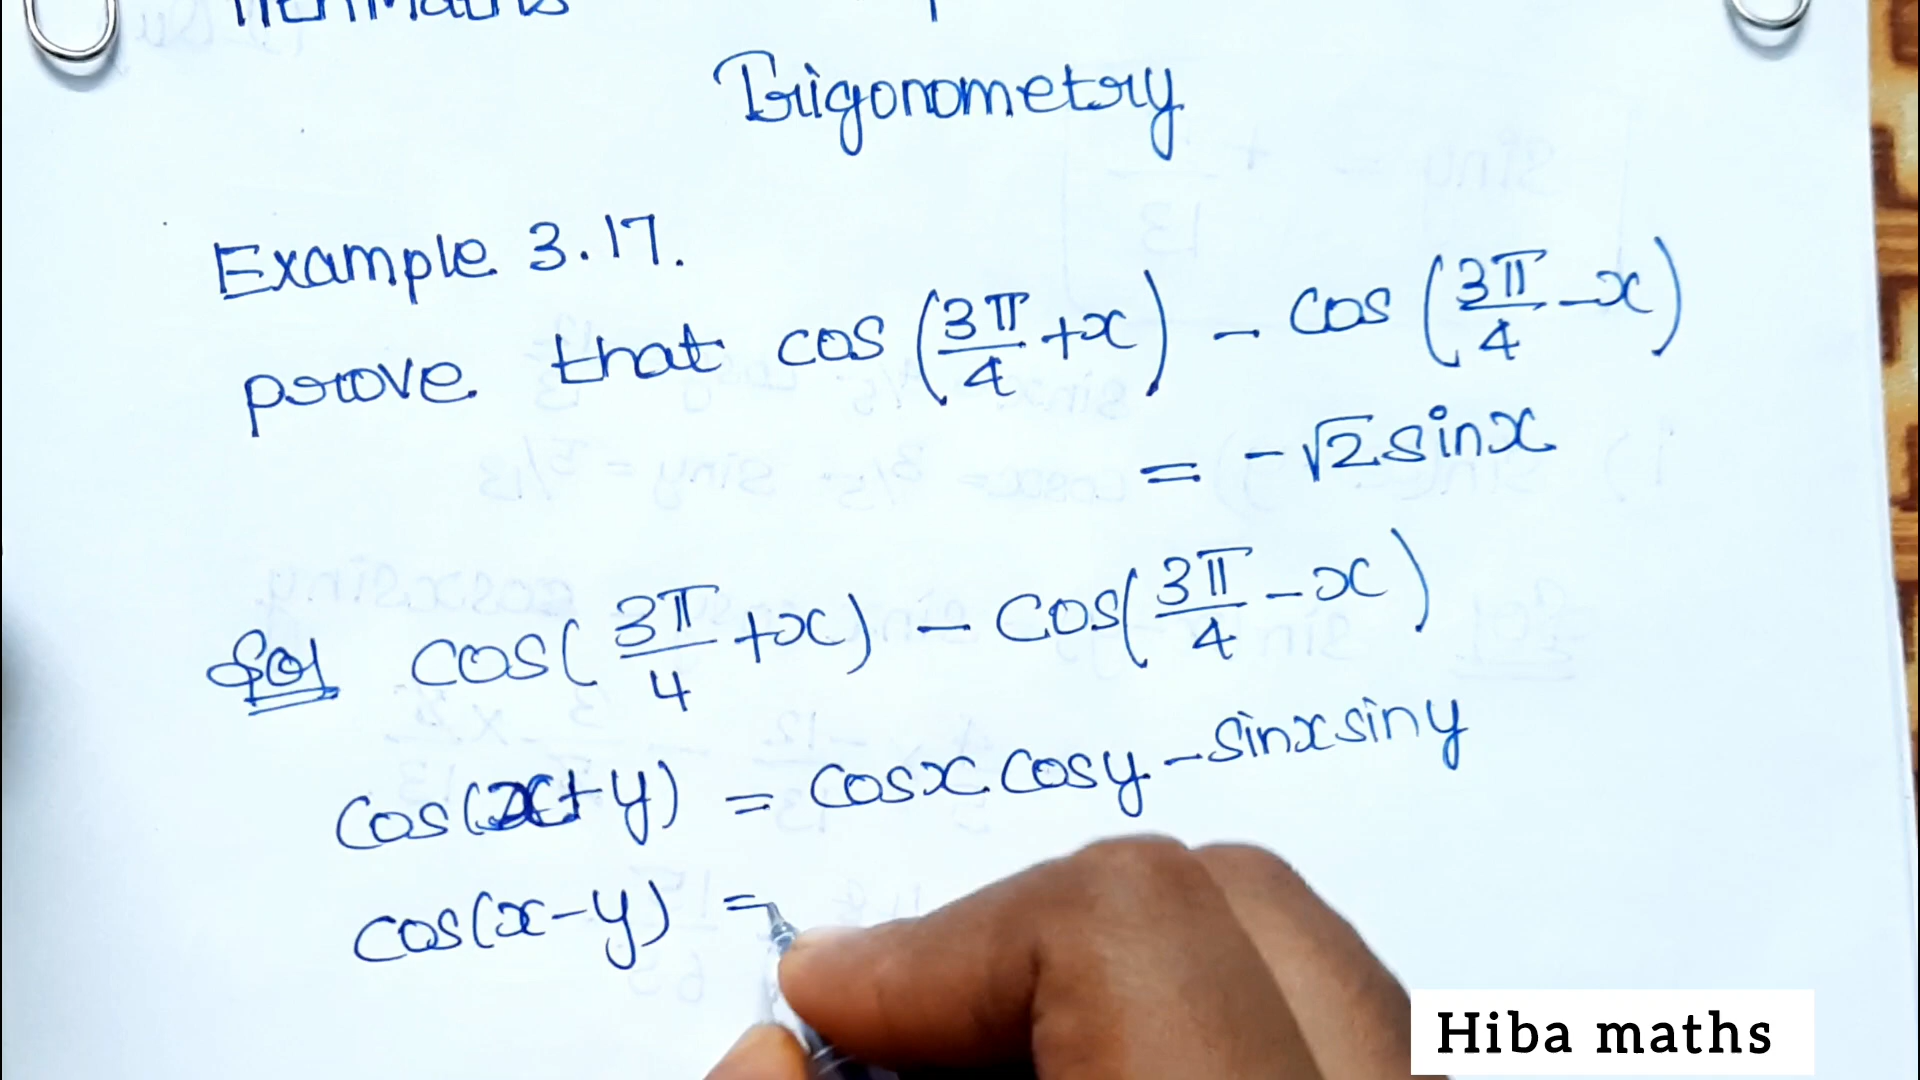 Trigonometry
Example 3.17.
prove that cos (3π/4 + x) - cos (3π/4 - x)
= -√2 sinx
Sol cos(3π/4 + x) - cos(3π/4 - x)
cos(x+y) = cosx cosy - sinx siny
cos(x-y) =
Hiba maths